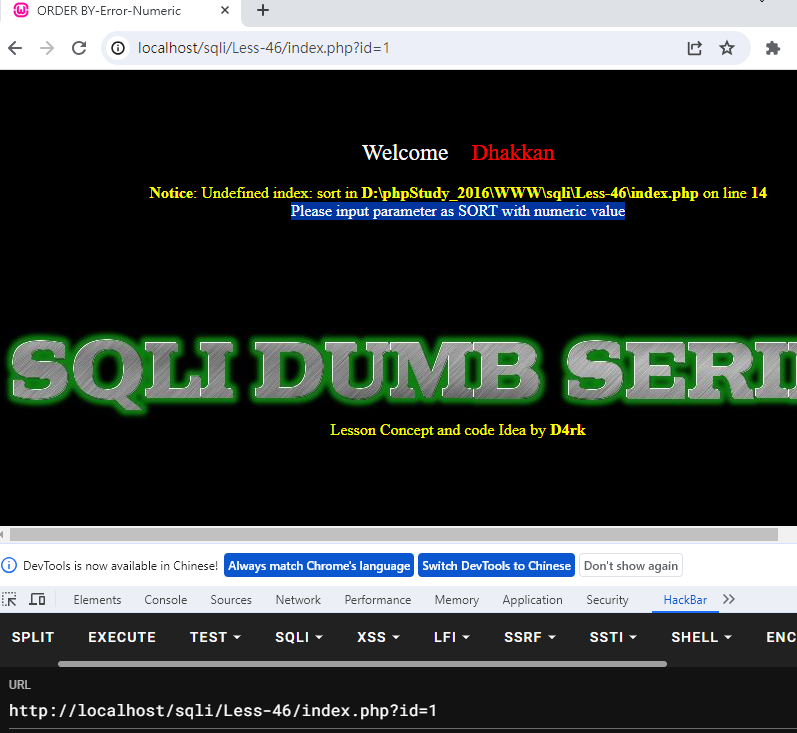 ORDER BY-Error-Numeric
localhost/sqli/Less-46/index.php?id=1
Welcome Dhakkan
Notice: Undefined index: sort in D:\phpStudy_2016\WWW\sqli\Less-46\index.php on line 14
Please input parameter as SORT with numeric value
SQLI DUMB SERI
Lesson Concept and code Idea by D4rk
DevTools is now available in Chinese! Always match Chrome's language Switch DevTools to Chinese Don't show again
Elements Console Sources Network Performance Memory Application Security HackBar
SPLIT EXECUTE TEST SQLI XSS LFI SSRF SSTI SHELL ENC
URL
http://localhost/sqli/Less-46/index.php?id=1